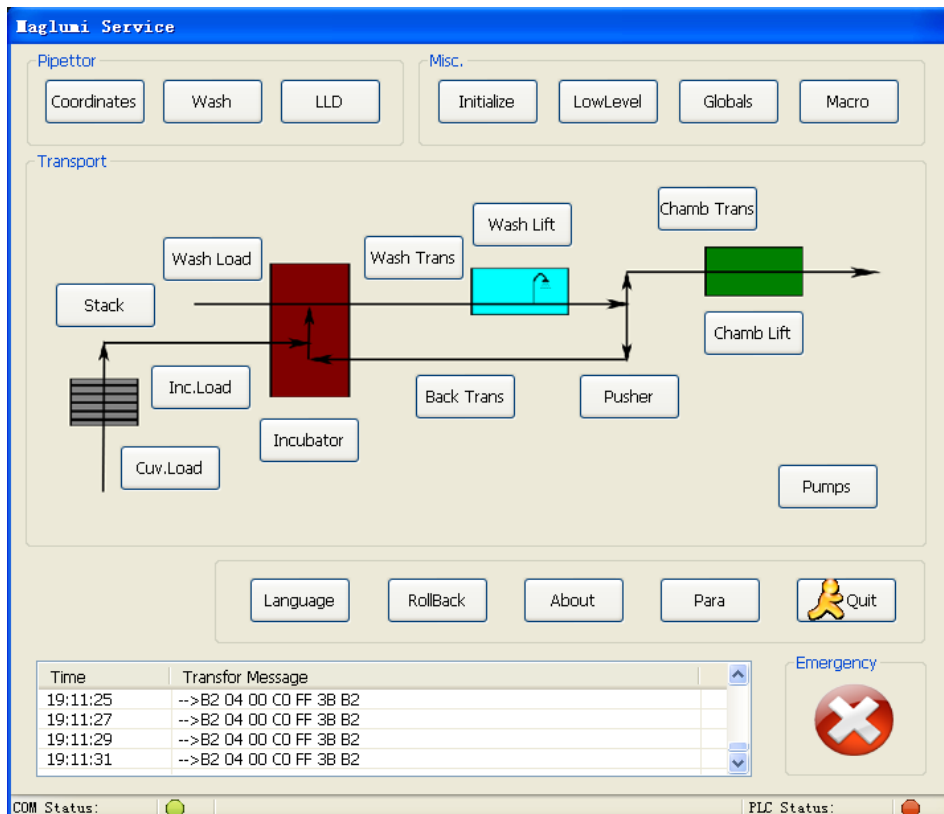 Maglumi Service
Pipettor
Misc.
Coordinates
Wash
LLD
Initialize
LowLevel
Globals
Macro
Transport
Chamb Trans
Wash Lift
Wash Load
Wash Trans
Stack
Chamb Lift
Inc.Load
Back Trans
Pusher
Incubator
Cuv.Load
Pumps
Language
RollBack
About
Para
Quit
Time Transfor Message
19:11:25 -->B2 04 00 C0 FF 3B B2
19:11:27 -->B2 04 00 C0 FF 3B B2
19:11:29 -->B2 04 00 C0 FF 3B B2
19:11:31 -->B2 04 00 C0 FF 3B B2
Emergency
COM Status:
PLC Status: